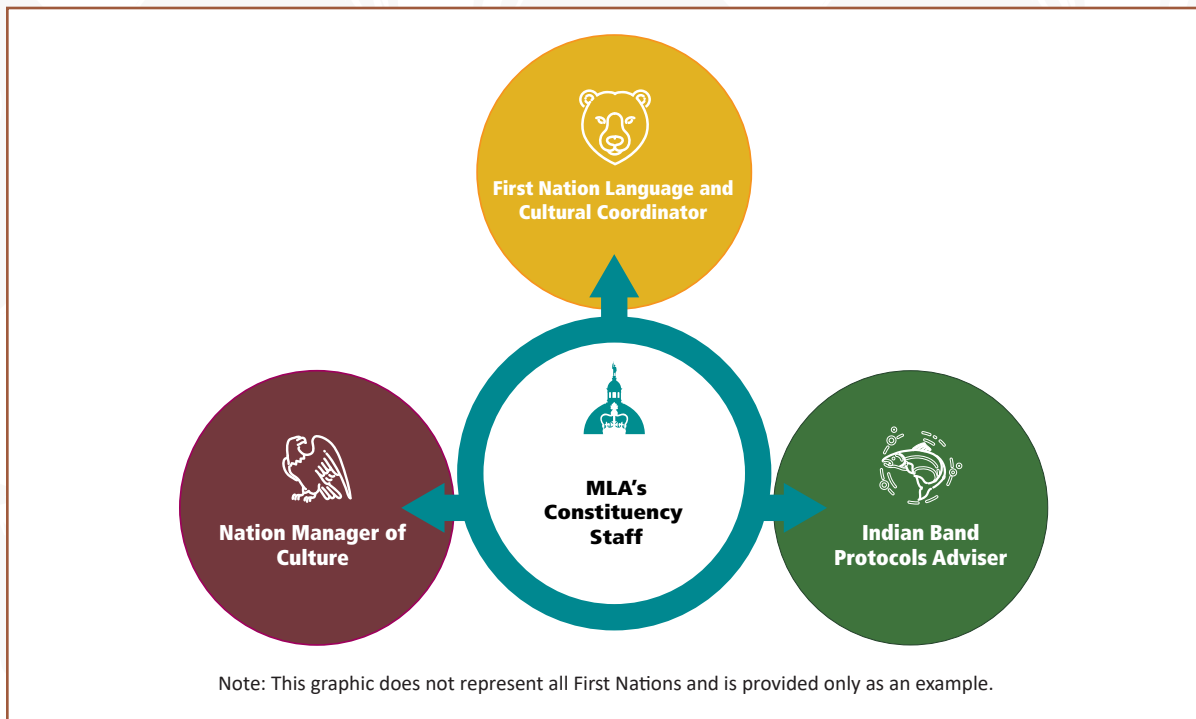 First Nation Language and
Cultural Coordinator
MLA's
Constituency
Staff
Nation Manager of
Culture
Indian Band
Protocols Adviser
Note: This graphic does not represent all First Nations and is provided only as an example.